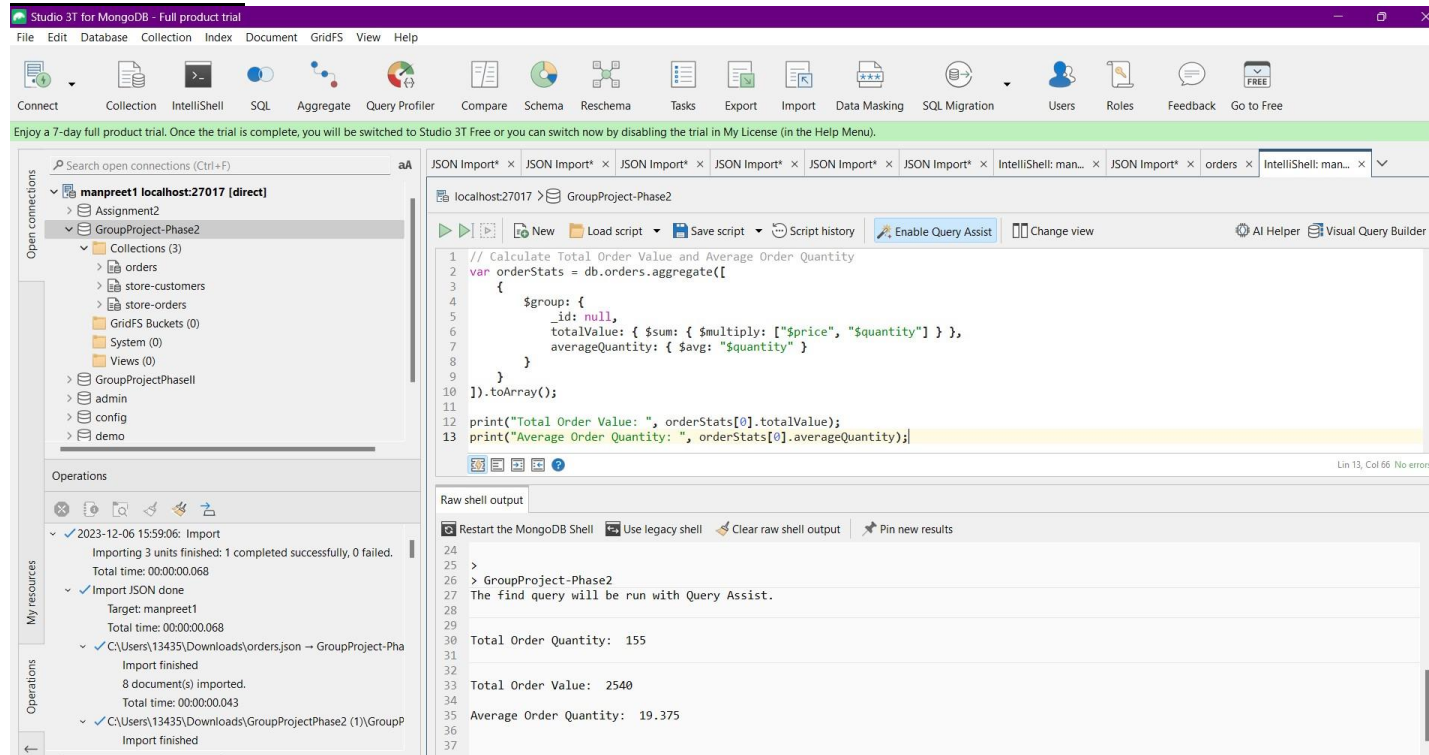 Studio 3T for MongoDB - Full product trial
File Edit Database Collection Index Document GridFS View Help
Connect Collection IntelliShell SQL Aggregate Query Profiler Compare Schema Reschema Tasks Export Import Data Masking SQL Migration Users Roles Feedback Go to Free
FREE
Enjoy a 7-day full product trial. Once the trial is complete, you will be switched to Studio 3T Free or you can switch now by disabling the trial in My License (in the Help Menu).
Open connections
Search open connections (Ctrl+F) aA
manpreet1 localhost:27017 [direct]
Assignment2
GroupProject-Phase2
Collections (3)
orders
store-customers
store-orders
GridFS Buckets (0)
System (0)
Views (0)
GroupProjectPhaseII
admin
config
demo
My resources
Operations
Operations
2023-12-06 15:59:06: Import
Importing 3 units finished: 1 completed successfully, 0 failed.
Total time: 00:00:00.068
Import JSON done
Target: manpreet1
Total time: 00:00:00.068
C:\Users\13435\Downloads\orders.json → GroupProject-Pha
Import finished
8 document(s) imported.
Total time: 00:00:00.043
C:\Users\13435\Downloads\GroupProjectPhase2 (1)\GroupP
Import finished
JSON Import* × JSON Import* × JSON Import* × JSON Import* × JSON Import* × JSON Import* × IntelliShell: man... × JSON Import* × orders × IntelliShell: man... ×
localhost:27017 > GroupProject-Phase2
New Load script Save script Script history Enable Query Assist Change view AI Helper Visual Query Builder
1 // Calculate Total Order Value and Average Order Quantity
2 var orderStats = db.orders.aggregate([
3 {
4 $group: {
5 _id: null,
6 totalValue: { $sum: { $multiply: ["$price", "$quantity"] } },
7 averageQuantity: { $avg: "$quantity" }
8 }
9 }
10 ]).toArray();
11
12 print("Total Order Value: ", orderStats[0].totalValue);
13 print("Average Order Quantity: ", orderStats[0].averageQuantity);
Lin 13, Col 66 No error
Raw shell output
Restart the MongoDB Shell Use legacy shell Clear raw shell output Pin new results
24
25 >
26 > GroupProject-Phase2
27 The find query will be run with Query Assist.
28
29
30 Total Order Quantity: 155
31
32
33 Total Order Value: 2540
34
35 Average Order Quantity: 19.375
36
37